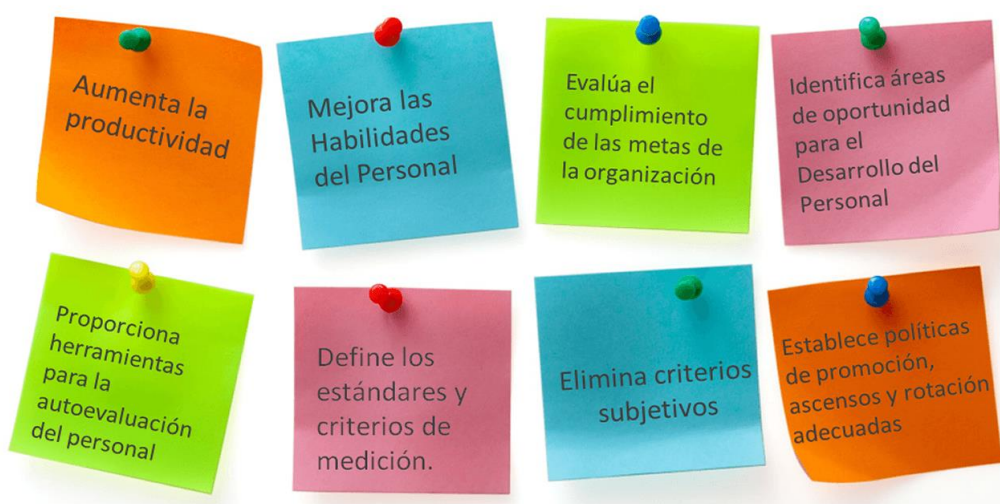 Aumenta la
productividad
Mejora las
Habilidades
del Personal
Evalúa el
cumplimiento
de las metas de
la organización
Identifica áreas
de oportunidad
para el
Desarrollo del
Personal
Proporciona
herramientas
para la
autoevaluación
del personal
Define los
estándares y
criterios de
medición.
Elimina criterios
subjetivos
Establece políticas
de promoción,
ascensos y rotación
adecuadas